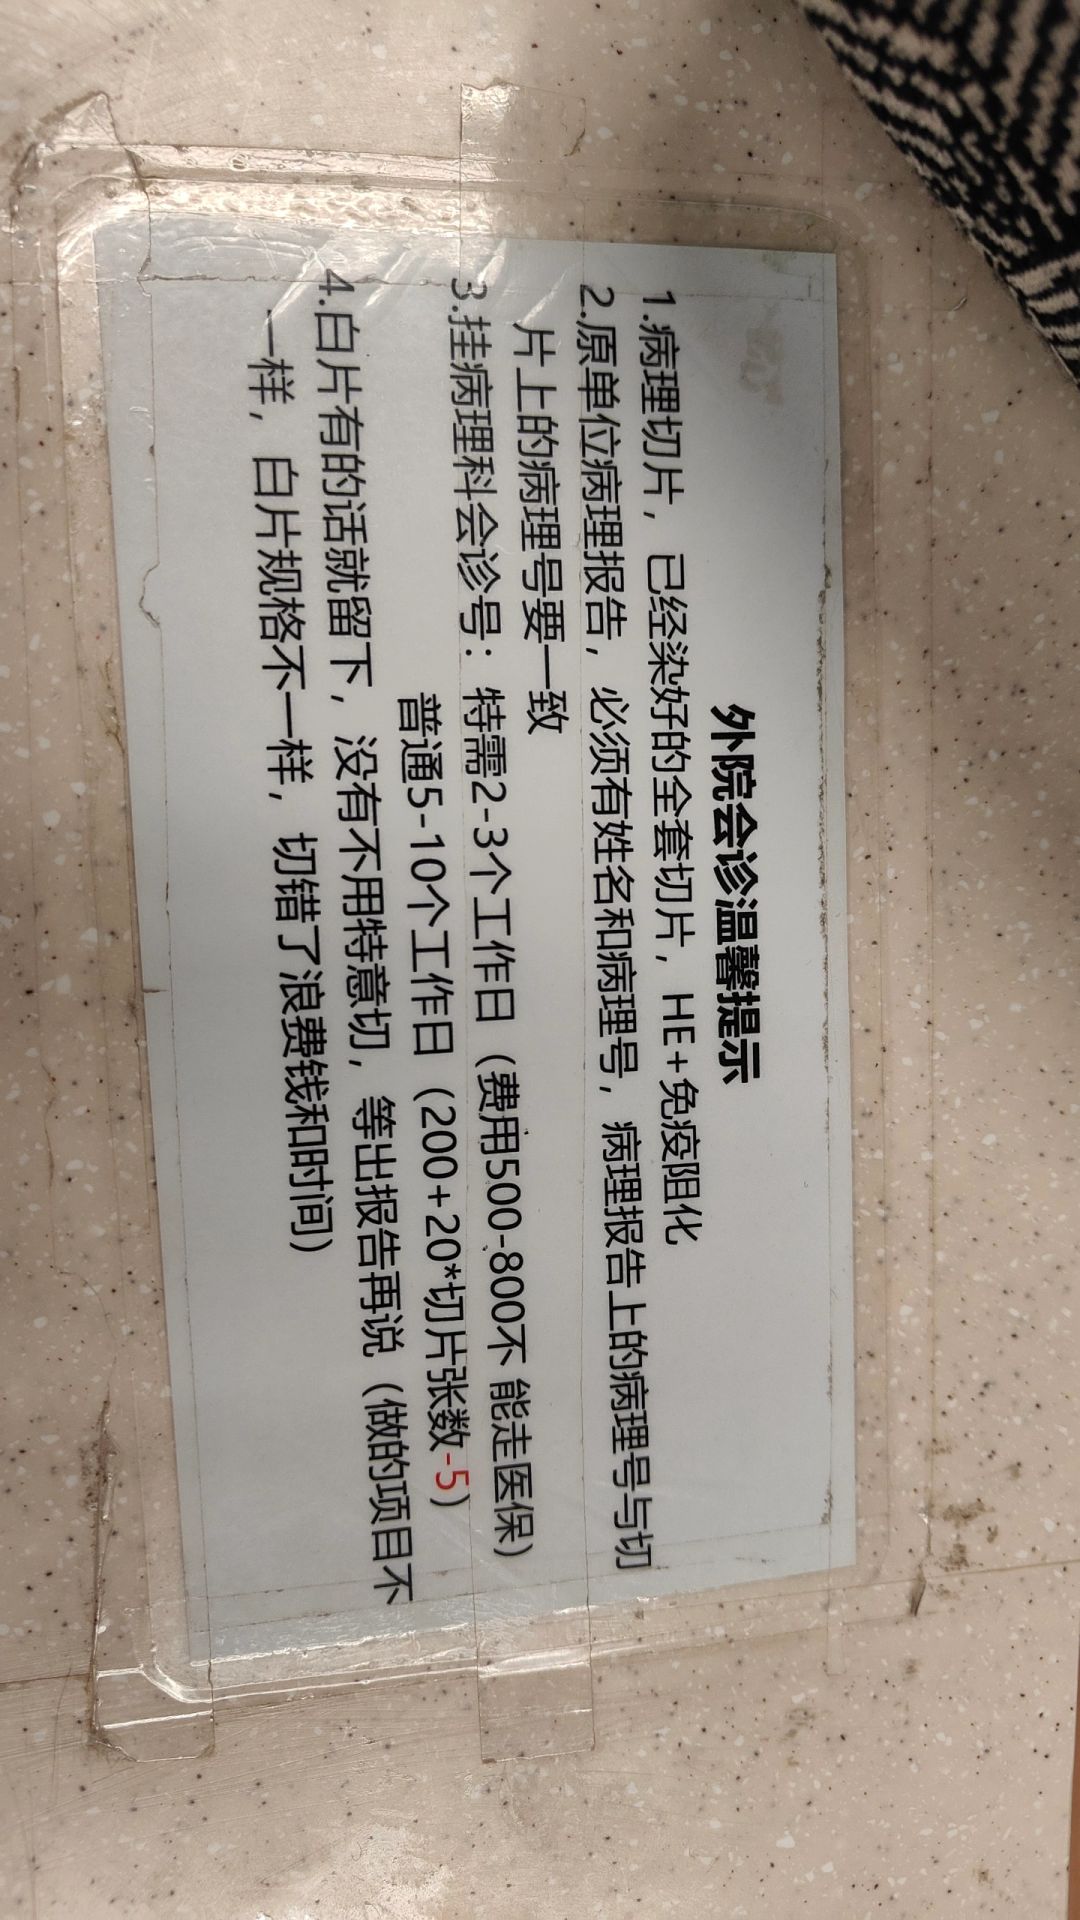 外院会诊温馨提示
1.病理切片，已经染好的全套切片，HE+免疫阻化
2.原单位病理报告，必须有姓名和病理号，病理报告上的病理号与切
片上的病理号要一致
3.挂病理科会诊号：特需2-3个工作日（费用500-800不 能走医保）
普通5-10个工作日（200+20*切片张数-5）
4.白片有的话就留下，没有不用特意切，等出报告再说（做的项目不
一样，白片规格不一样，切错了浪费钱和时间）